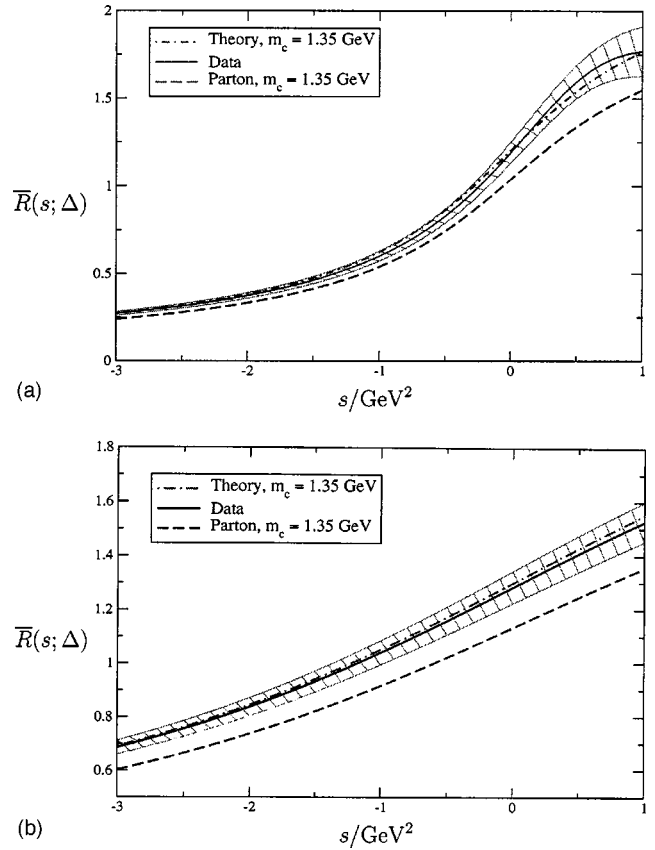 2
Theory, m_c = 1.35 GeV
Data
Parton, m_c = 1.35 GeV
1.5
R̅(s; Δ)
1
0.5
0
-3 -2 -1 0 1
(a)
s/GeV²
1.8
1.6
Theory, m_c = 1.35 GeV
Data
Parton, m_c = 1.35 GeV
1.4
1.2
R̅(s; Δ)
1.0
0.8
0.6
-3 -2 -1 0 1
(b)
s/GeV²